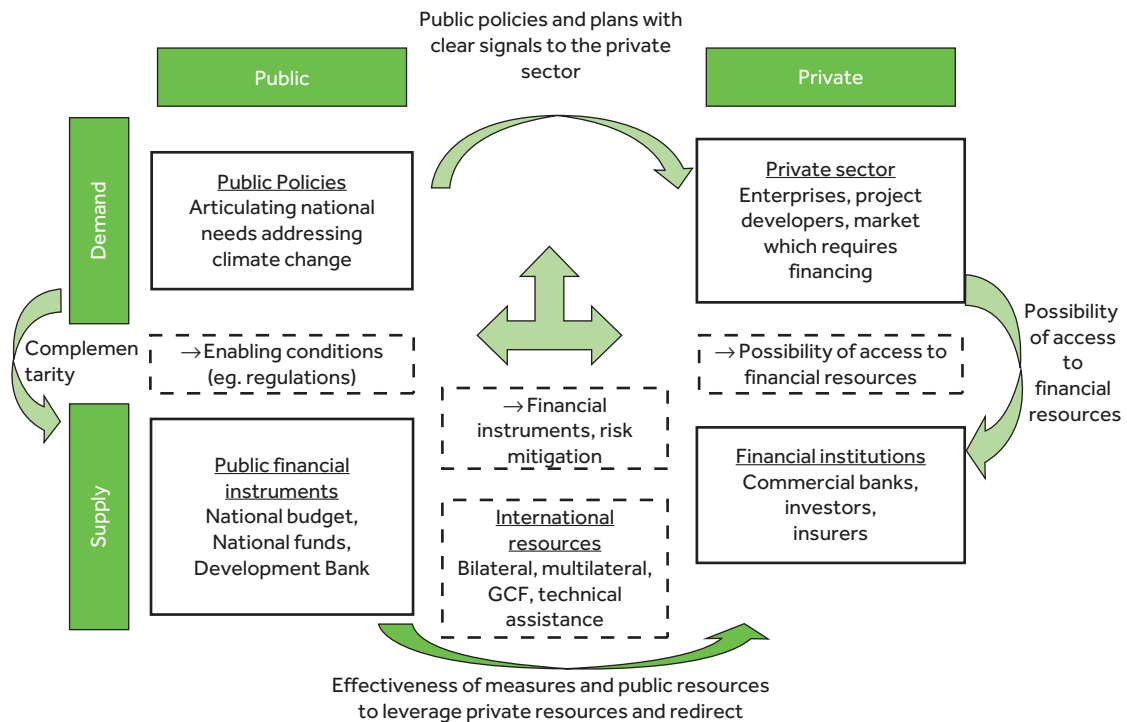 Public policies and plans with
clear signals to the private
sector
Public
Private
Demand
Public Policies
Articulating national
needs addressing
climate change
Private sector
Enterprises, project
developers, market
which requires
financing
Complemen
tarity
→Enabling conditions
(eg. regulations)
→Possibility of access to
financial resources
Possibility
of access
to
financial
resources
→Financial
instruments, risk
mitigation
Supply
Public financial
instruments
National budget,
National funds,
Development Bank
International
resources
Bilateral, multilateral,
GCF, technical
assistance
Financial institutions
Commercial banks,
investors,
insurers
Effectiveness of measures and public resources
to leverage private resources and redirect